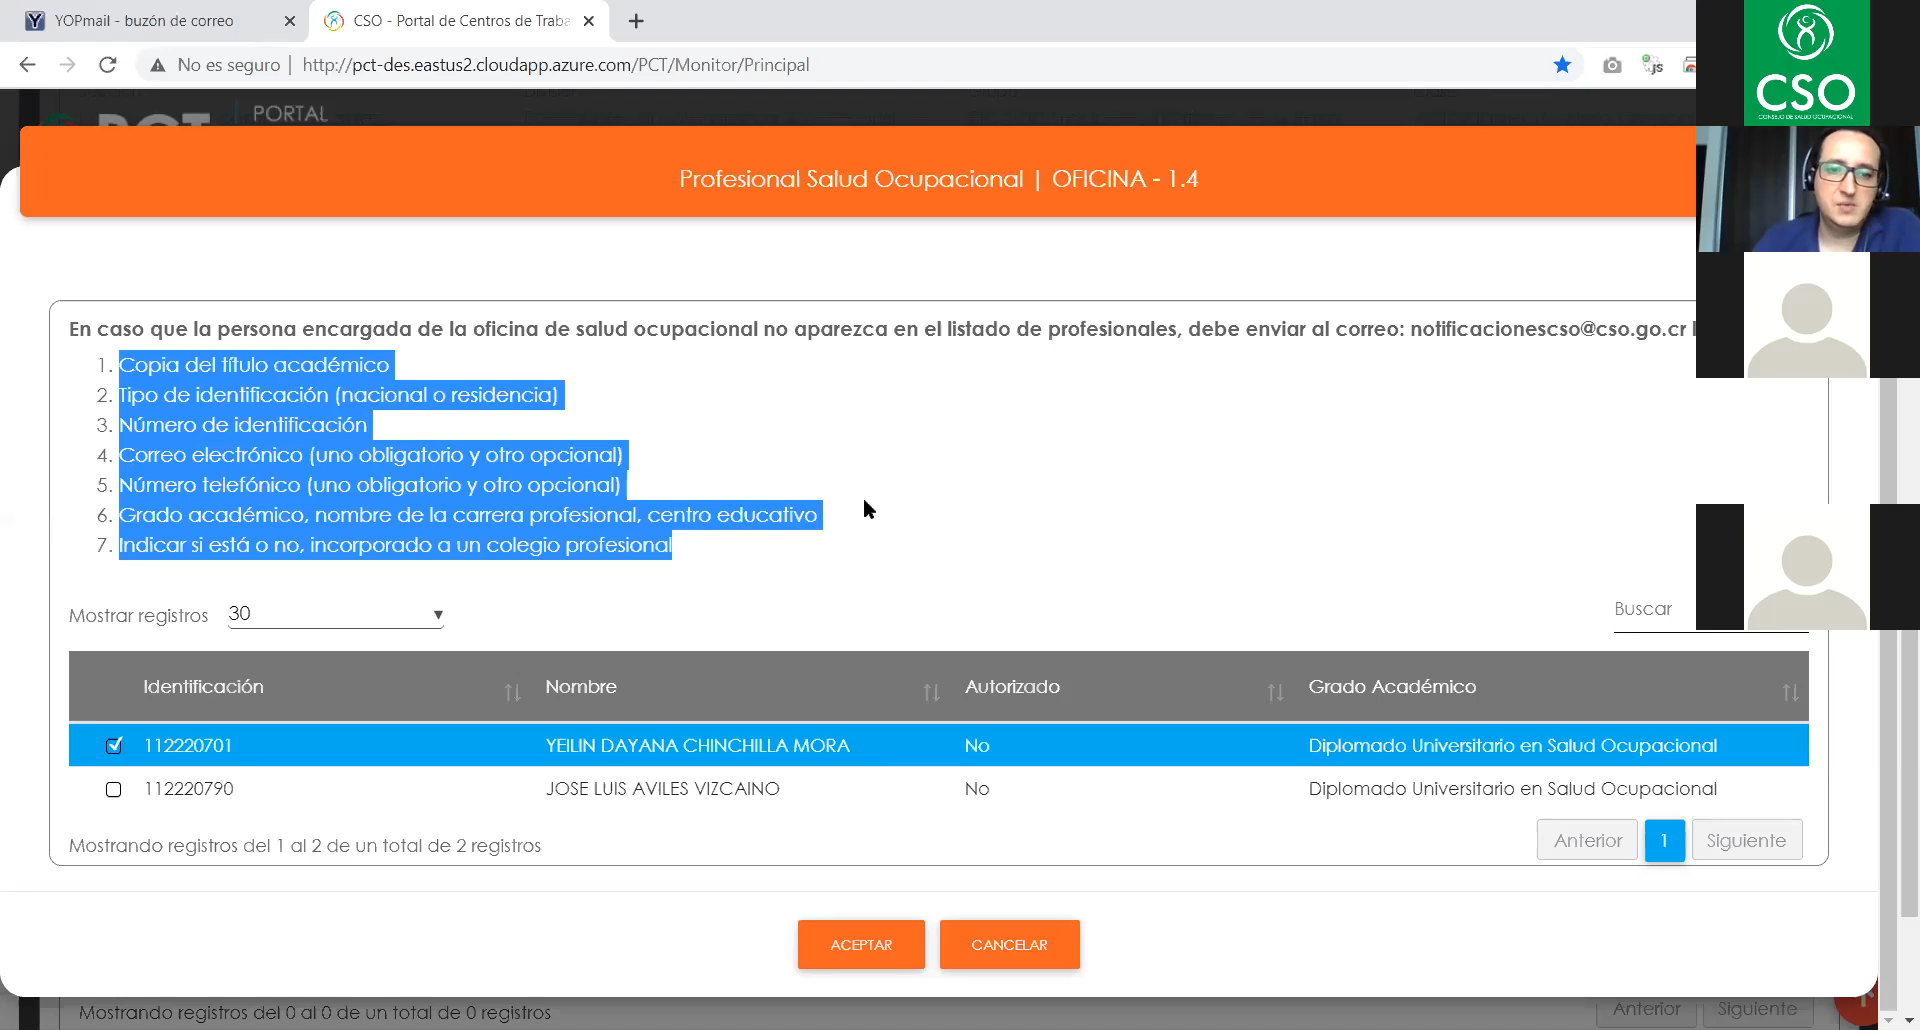 YOPmail - buzón de correo
CSO - Portal de Centros de Traba
No es seguro
http://pct-des.eastus2.cloudapp.azure.com/PCT/Monitor/Principal
js
CSO
CONSEJO DE SALUD OCUPACIONAL
PCT
PORTAL
Profesional Salud Ocupacional | OFICINA - 1.4
En caso que la persona encargada de la oficina de salud ocupacional no aparezca en el listado de profesionales, debe enviar al correo: notificacionescso@cso.go.cr l
1. Copia del título académico
2. Tipo de identificación (nacional o residencia)
3. Número de identificación
4. Correo electrónico (uno obligatorio y otro opcional)
5. Número telefónico (uno obligatorio y otro opcional)
6. Grado académico, nombre de la carrera profesional, centro educativo
7. Indicar si está o no, incorporado a un colegio profesional
Mostrar registros 30
Buscar
Identificación Nombre Autorizado Grado Académico
112220701 YEILIN DAYANA CHINCHILLA MORA No Diplomado Universitario en Salud Ocupacional
112220790 JOSE LUIS AVILES VIZCAINO No Diplomado Universitario en Salud Ocupacional
Mostrando registros del 1 al 2 de un total de 2 registros
Anterior 1 Siguiente
ACEPTAR CANCELAR
Mostrando registros del 0 al 0 de un total de 0 registros
Anterior Siguiente